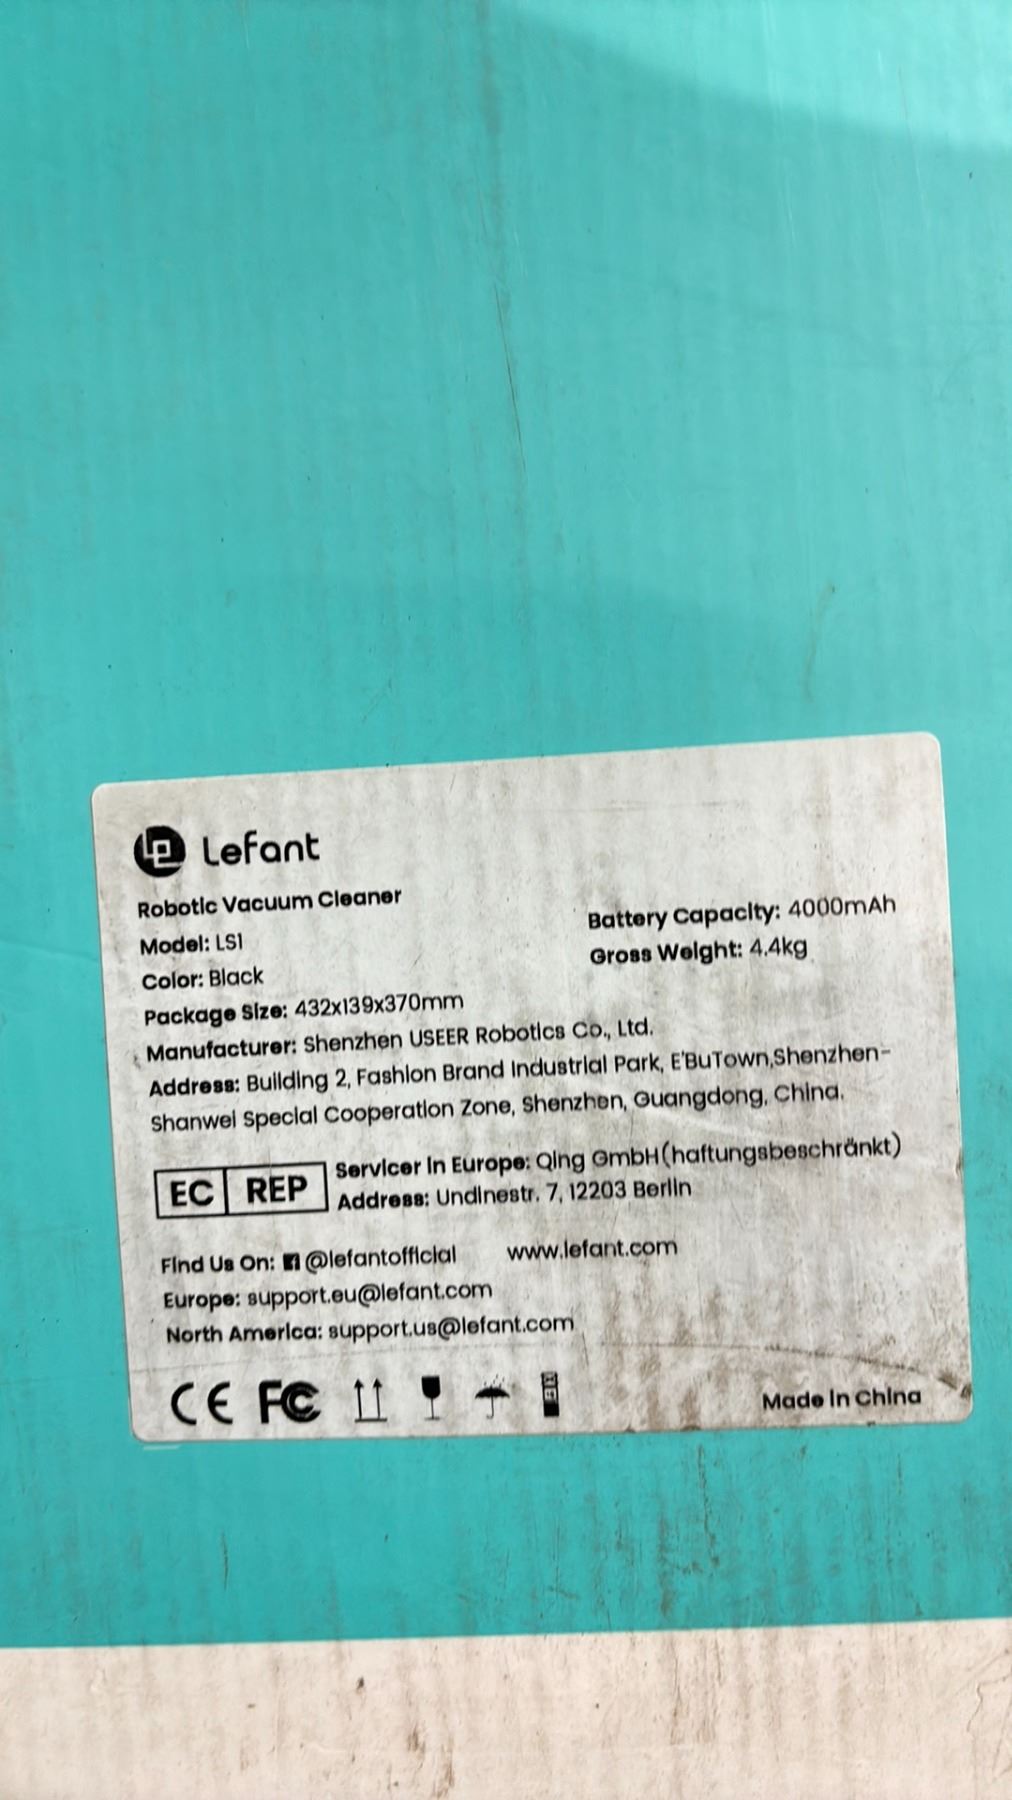 Lefant
Robotic Vacuum Cleaner
Model: LS1
Color: Black
Package Size: 432x139x370mm
Battery Capacity: 4000mAh
Gross Weight: 4.4kg
Manufacturer: Shenzhen USEER Robotics Co., Ltd.
Address: Building 2, Fashion Brand Industrial Park, E'BuTown,Shenzhen-
Shanwei Special Cooperation Zone, Shenzhen, Guangdong, China.
EC REP
Servicer in Europe: Qing GmbH(haftungsbeschränkt)
Address: Undinestr. 7, 12203 Berlin
Find Us On: @lefantofficial www.lefant.com
Europe: support.eu@lefant.com
North America: support.us@lefant.com
CE FC
Made in China